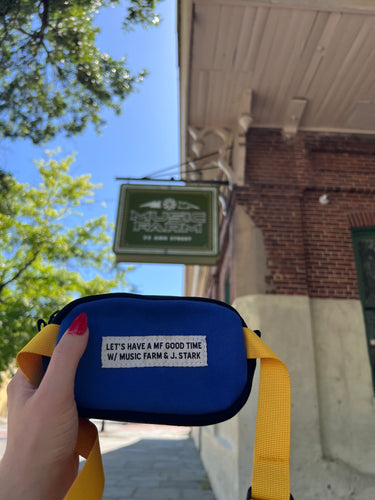 MUSIC
FARM
32 ANN STREET
LET'S HAVE A MF GOOD TIME
W/ MUSIC FARM & J. STARK